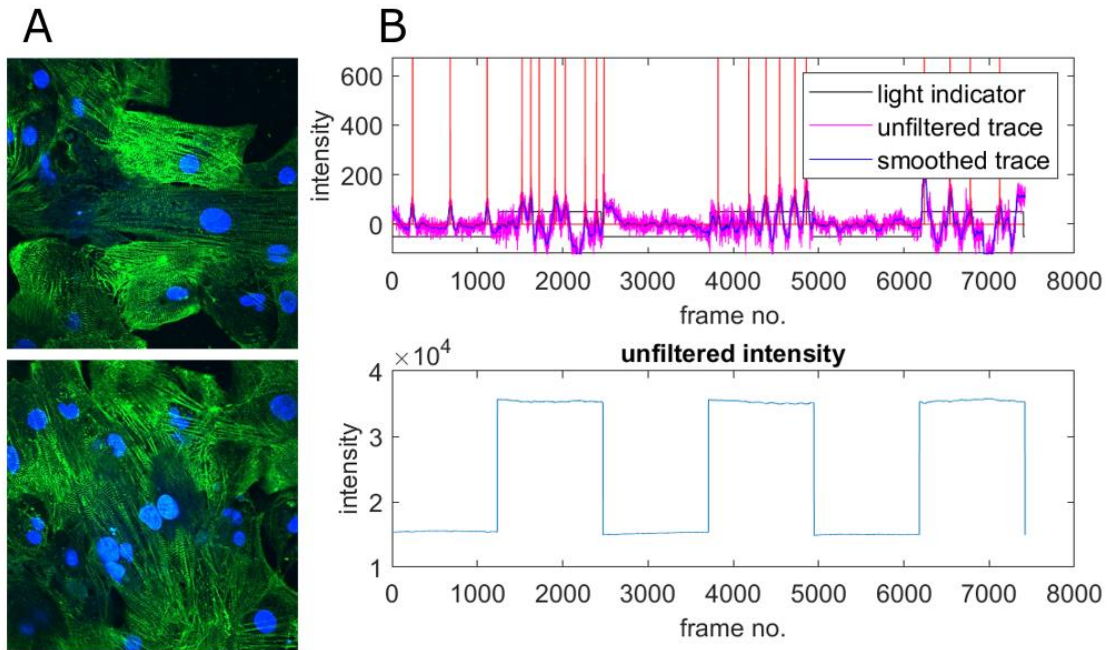 A
B
600
400
200
0
intensity
light indicator
unfiltered trace
smoothed trace
0 1000 2000 3000 4000 5000 6000 7000 8000
frame no.
×10⁴
unfiltered intensity
4
3
2
1
intensity
0 1000 2000 3000 4000 5000 6000 7000 8000
frame no.